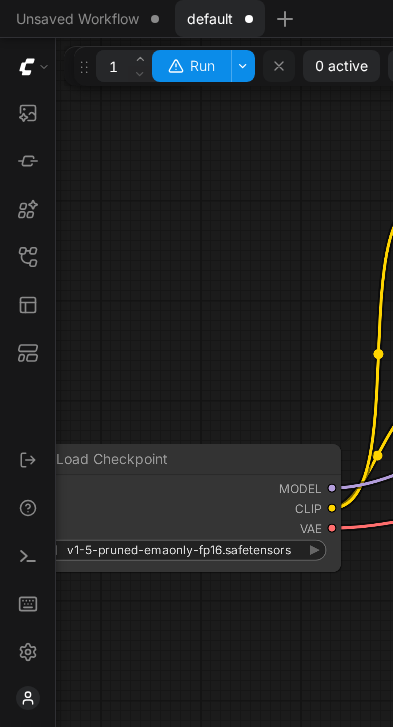 Unsaved Workflow
default
1
Run
0 active
Load Checkpoint
MODEL
CLIP
VAE
v1-5-pruned-emaonly-fp16.safetensors